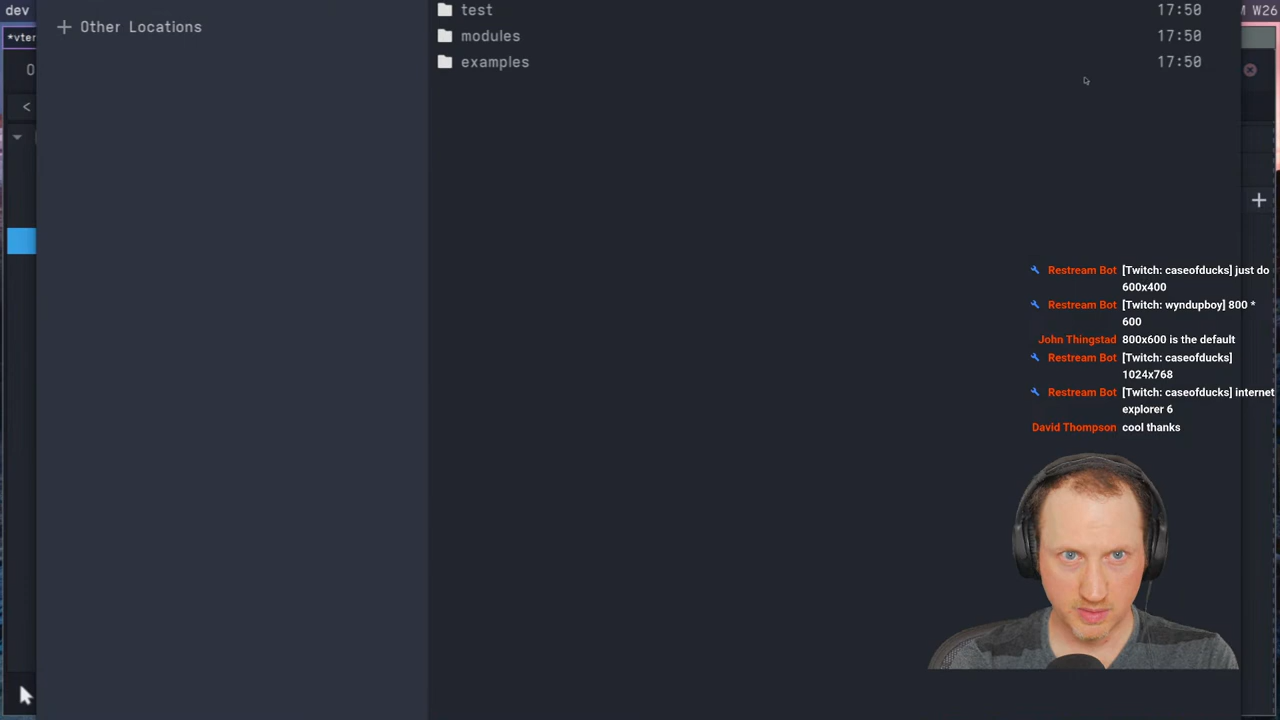 dev
M W26
*vter
O
<
+ Other Locations
test 17:50
modules 17:50
examples 17:50
Restream Bot [Twitch: caseofducks] just do
600x400
Restream Bot [Twitch: wyndupboy] 800 *
600
John Thingstad 800x600 is the default
Restream Bot [Twitch: caseofducks]
1024x768
Restream Bot [Twitch: caseofducks] internet
explorer 6
David Thompson cool thanks